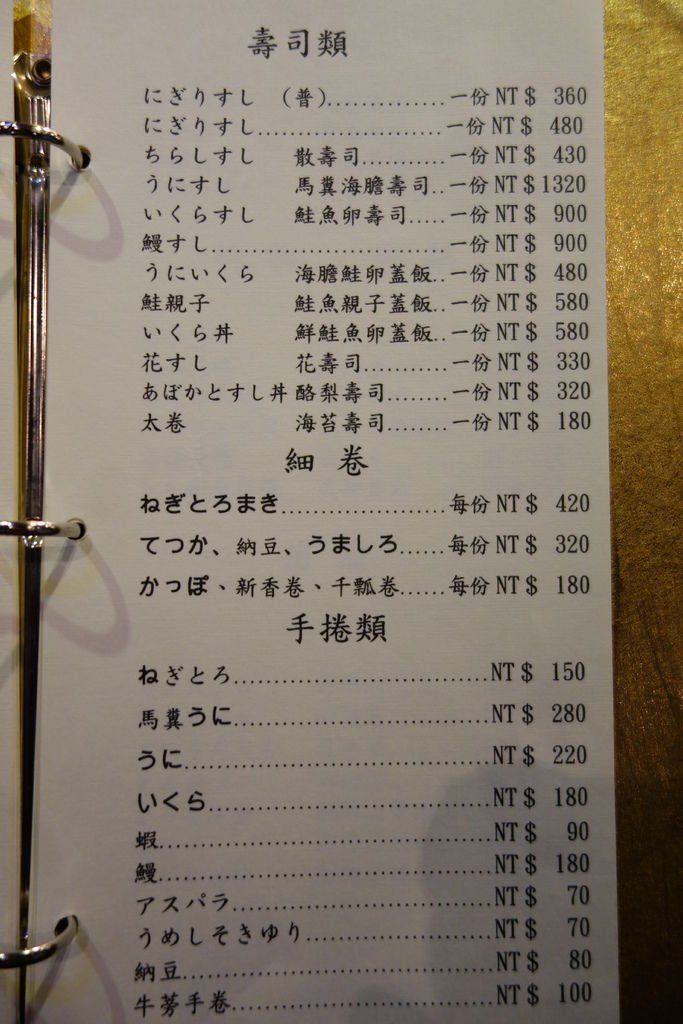 壽司類
にぎりすし (普)...............一份 NT$ 360
にぎりすし.........................一份 NT$ 480
ちらしすし 散壽司...........一份 NT$ 430
うにすし 馬糞海膽壽司..一份 NT$1320
いくらすし 鮭魚卵壽司.....一份 NT$ 900
鰻すし................................一份 NT$ 900
うにいくら 海膽鮭卵蓋飯..一份 NT$ 480
鮭親子 鮭魚親子蓋飯..一份 NT$ 580
いくら丼 鮮鮭魚卵蓋飯..一份 NT$ 580
花すし 花壽司...........一份 NT$ 330
あぼかとすし丼 酪梨壽司........一份 NT$ 320
太卷 海苔壽司........一份 NT$ 180
細 卷
ねぎとろまき......................每份 NT$ 420
てつか、納豆、うましろ......每份 NT$ 320
かっぽ、新香卷、千瓢卷......每份 NT$ 180
手捲類
ねぎとろ..................................NT$ 150
馬糞うに..................................NT$ 280
うに.........................................NT$ 220
いくら......................................NT$ 180
蝦............................................NT$ 90
鰻............................................NT$ 180
アスパラ...................................NT$ 70
うめしそきゆり.........................NT$ 70
納豆.........................................NT$ 80
牛蒡手卷...................................NT$ 100